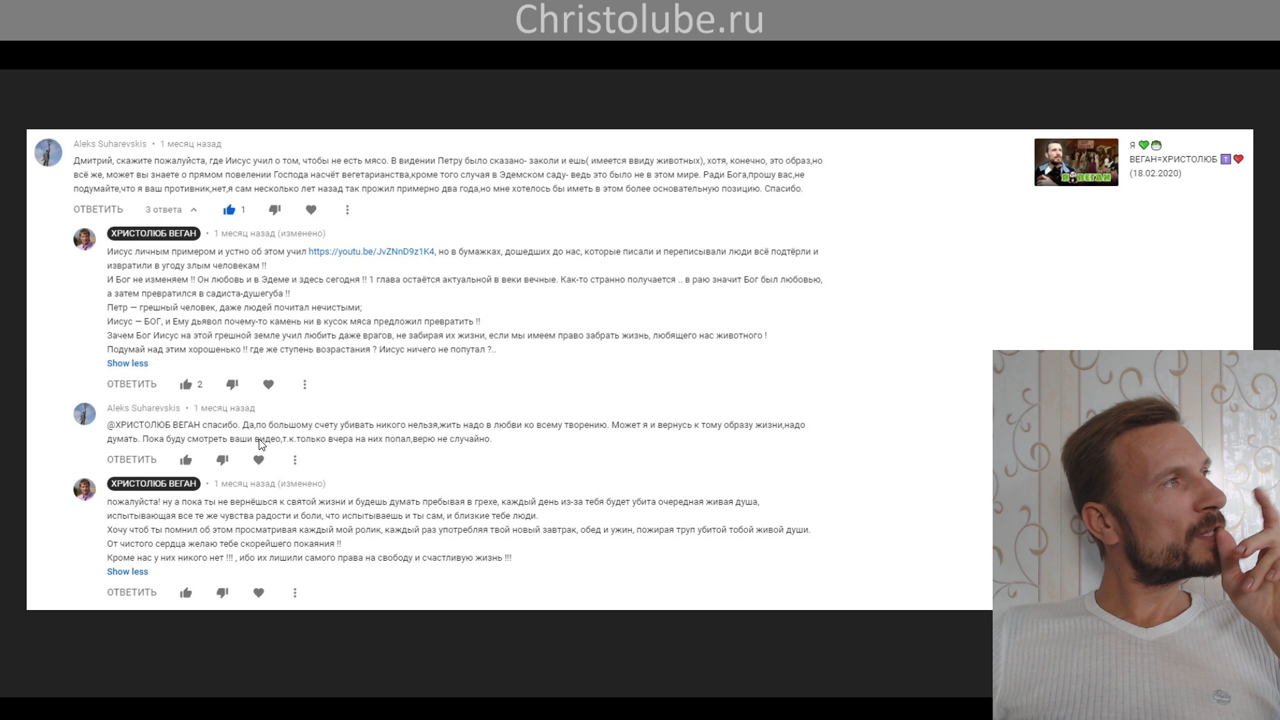 Christolube.ru
Aleks Suharevskis • 1 месяц назад
Дмитрий, скажите пожалуйста, где Иисус учил о том, чтобы не есть мясо. В видении Петру было сказано- заколи и ешь( имеется ввиду животных), хотя, конечно, это образ,но
всё же, может вы знаете о прямом повелении Господа насчёт вегетарианства,кроме того случая в Эдемском саду- ведь это было не в этом мире. Ради Бога,прошу вас,не
подумайте,что я ваш противник,нет,я сам несколько лет назад так прожил примерно два года,но мне хотелось бы иметь в этом более основательную позицию. Спасибо.
ОТВЕТИТЬ 3 ответа 1
Я
ВЕГАН=ХРИСТОЛЮБ
(18.02.2020)
ХРИСТОЛЮБ ВЕГАН • 1 месяц назад (изменено)
Иисус личным примером и устно об этом учил https://youtu.be/JvZNnD9z1K4, но в бумажках, дошедших до нас, которые писали и переписывали люди всё подтёрли и
извратили в угоду злым человекам !!
И Бог не изменяем !! Он любовь и в Эдеме и здесь сегодня !! 1 глава остаётся актуальной в веки вечные. Как-то странно получается .. в раю значит Бог был любовью,
а затем превратился в садиста-душегуба !!
Петр — грешный человек, даже людей почитал нечистыми;
Иисус — БОГ, и Ему дьявол почему-то камень ни в кусок мяса предложил превратить !!
Зачем Бог Иисус на этой грешной земле учил любить даже врагов, не забирая их жизни, если мы имеем право забрать жизнь, любящего нас животного !
Подумай над этим хорошенько !! где же ступень возрастания ? Иисус ничего не попутал ?..
Show less
ОТВЕТИТЬ 2
Aleks Suharevskis • 1 месяц назад
@ХРИСТОЛЮБ ВЕГАН спасибо. Да,по большому счету убивать никого нельзя,жить надо в любви ко всему творению. Может я и вернусь к тому образу жизни,надо
думать. Пока буду смотреть ваши видео,т.к.только вчера на них попал,верю не случайно.
ОТВЕТИТЬ
ХРИСТОЛЮБ ВЕГАН • 1 месяц назад (изменено)
пожалуйста! ну а пока ты не вернёшься к святой жизни и будешь думать пребывая в грехе, каждый день из-за тебя будет убита очередная живая душа,
испытывающая все те же чувства радости и боли, что испытываешь и ты сам, и близкие тебе люди.
Хочу чтоб ты помнил об этом просматривая каждый мой ролик, каждый раз употребляя твой новый завтрак, обед и ужин, пожирая труп убитой тобой живой души.
От чистого сердца желаю тебе скорейшего покаяния !!
Кроме нас у них никого нет !!! , ибо их лишили самого права на свободу и счастливую жизнь !!!
Show less
ОТВЕТИТЬ